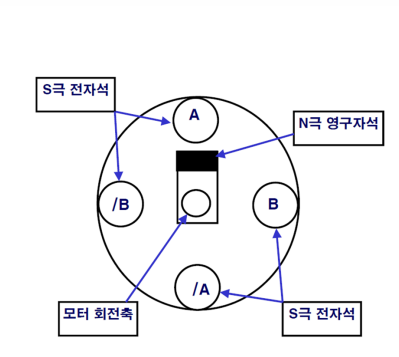 S극 전자석
A
N극 영구자석
/B
B
/A
모터 회전축
S극 전자석